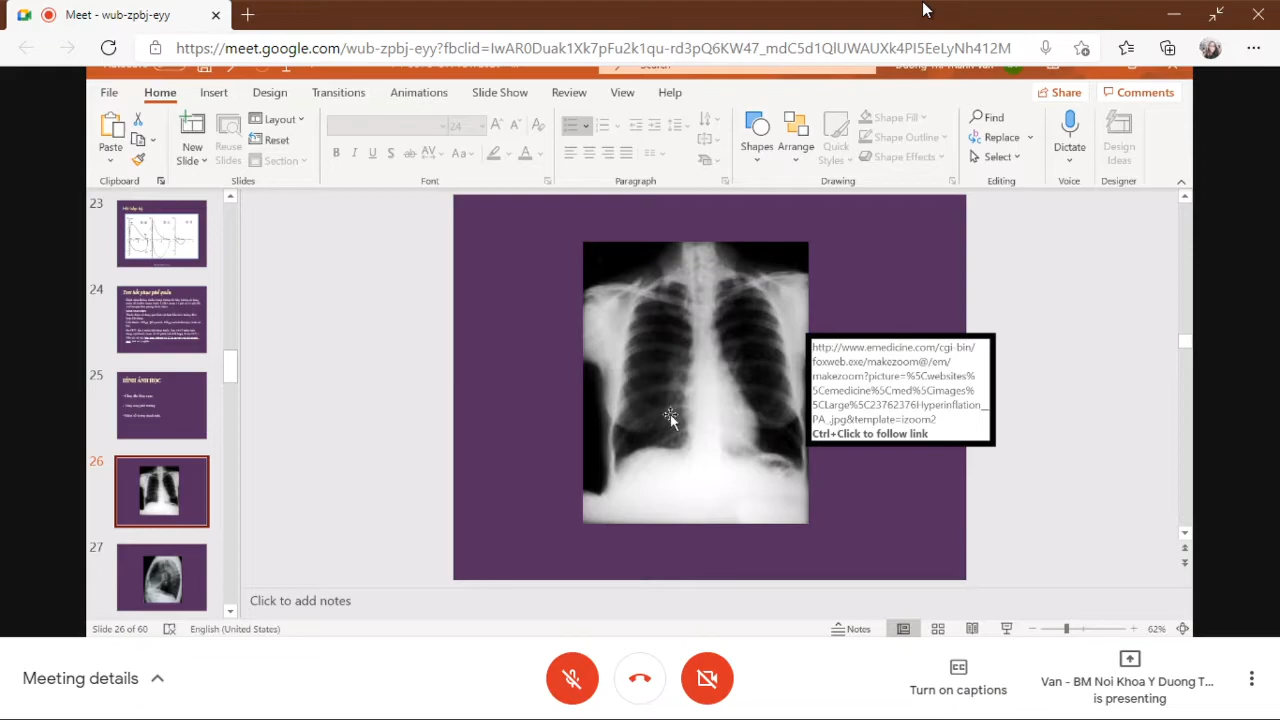 Meet - wub-zpbj-eyy
https://meet.google.com/wub-zpbj-eyy?fbclid=IwAR0Duak1Xk7pFu2k1qu-rd3pQ6KW47_mdC5d1QlUWAUXk4PI5EeLyNh412M
File Home Insert Design Transitions Animations Slide Show Review View Help Share Comments
Paste
New Slide
Reuse Slides
Layout
Reset
Section
24
Shapes
Arrange
Quick Styles
Shape Fill
Shape Outline
Shape Effects
Find
Replace
Select
Dictate
Design Ideas
Clipboard Slides Font Paragraph Drawing Editing Voice Designer
23
24
25
HÌNH ẢNH HỌC
26
27
http://www.emedicine.com/cgi-bin/
foxweb.exe/makezoom@/em/
makezoom?picture=%5Cwebsites%
5Cemedicine%5Cmed%5Cimages%
5CLarge%5C23762376Hyperinflation_
PA_.jpg&template=izoom2
Ctrl+Click to follow link
Click to add notes
Slide 26 of 60 English (United States) Notes 62%
Meeting details
Turn on captions
Van - BM Noi Khoa Y Duong T...
is presenting